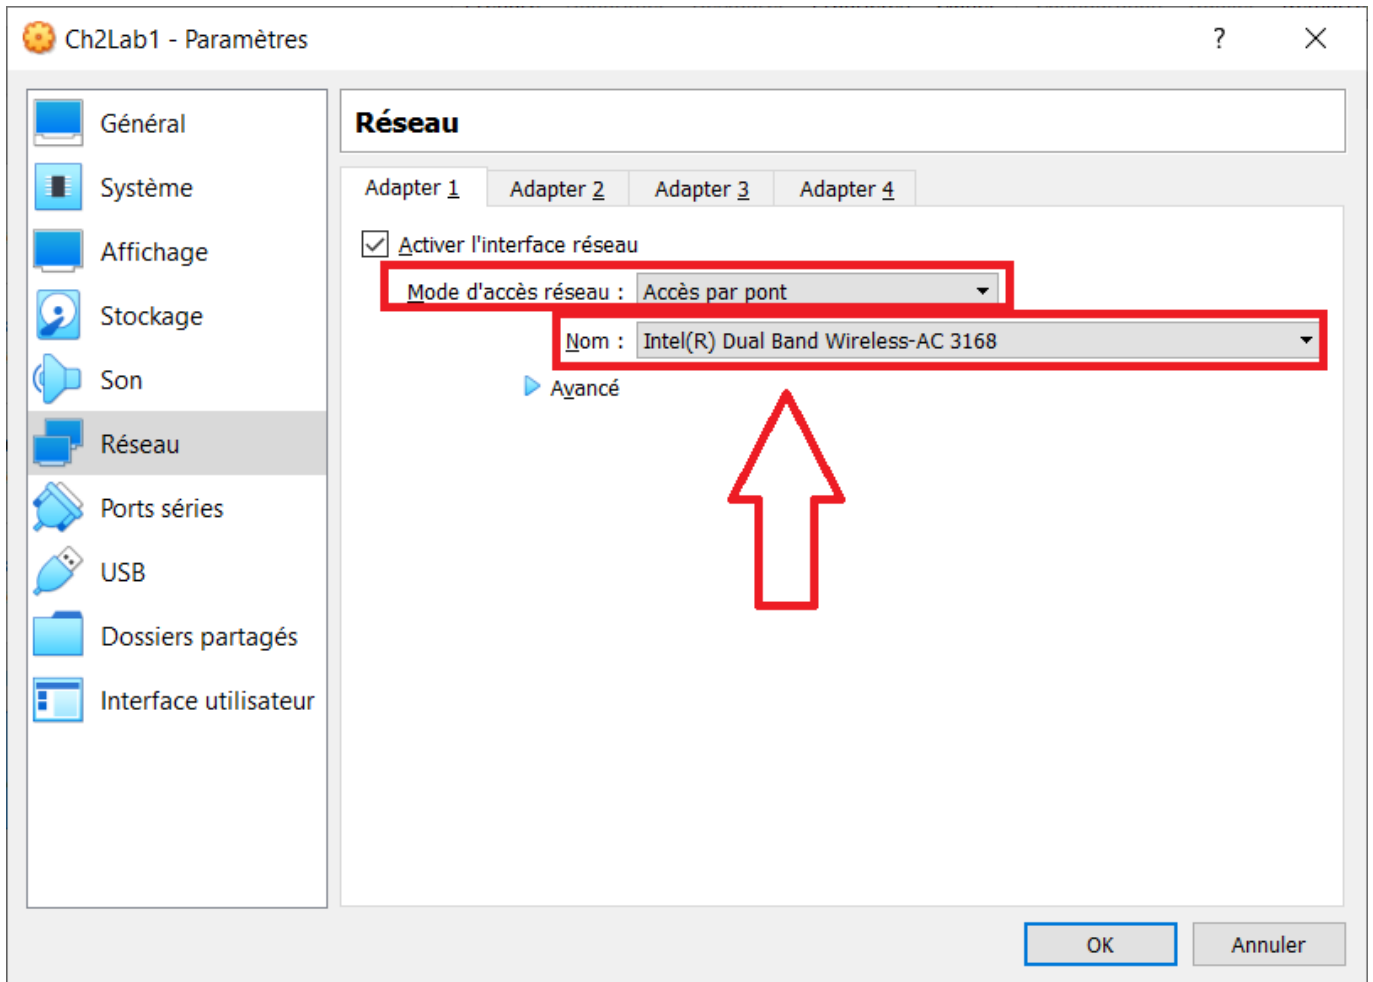 Ch2Lab1 - Paramètres
?
Général
Système
Affichage
Stockage
Son
Réseau
Ports séries
USB
Dossiers partagés
Interface utilisateur
Réseau
Adapter 1 Adapter 2 Adapter 3 Adapter 4
Activer l'interface réseau
Mode d'accès réseau : Accès par pont
Nom : Intel(R) Dual Band Wireless-AC 3168
Avancé
OK Annuler